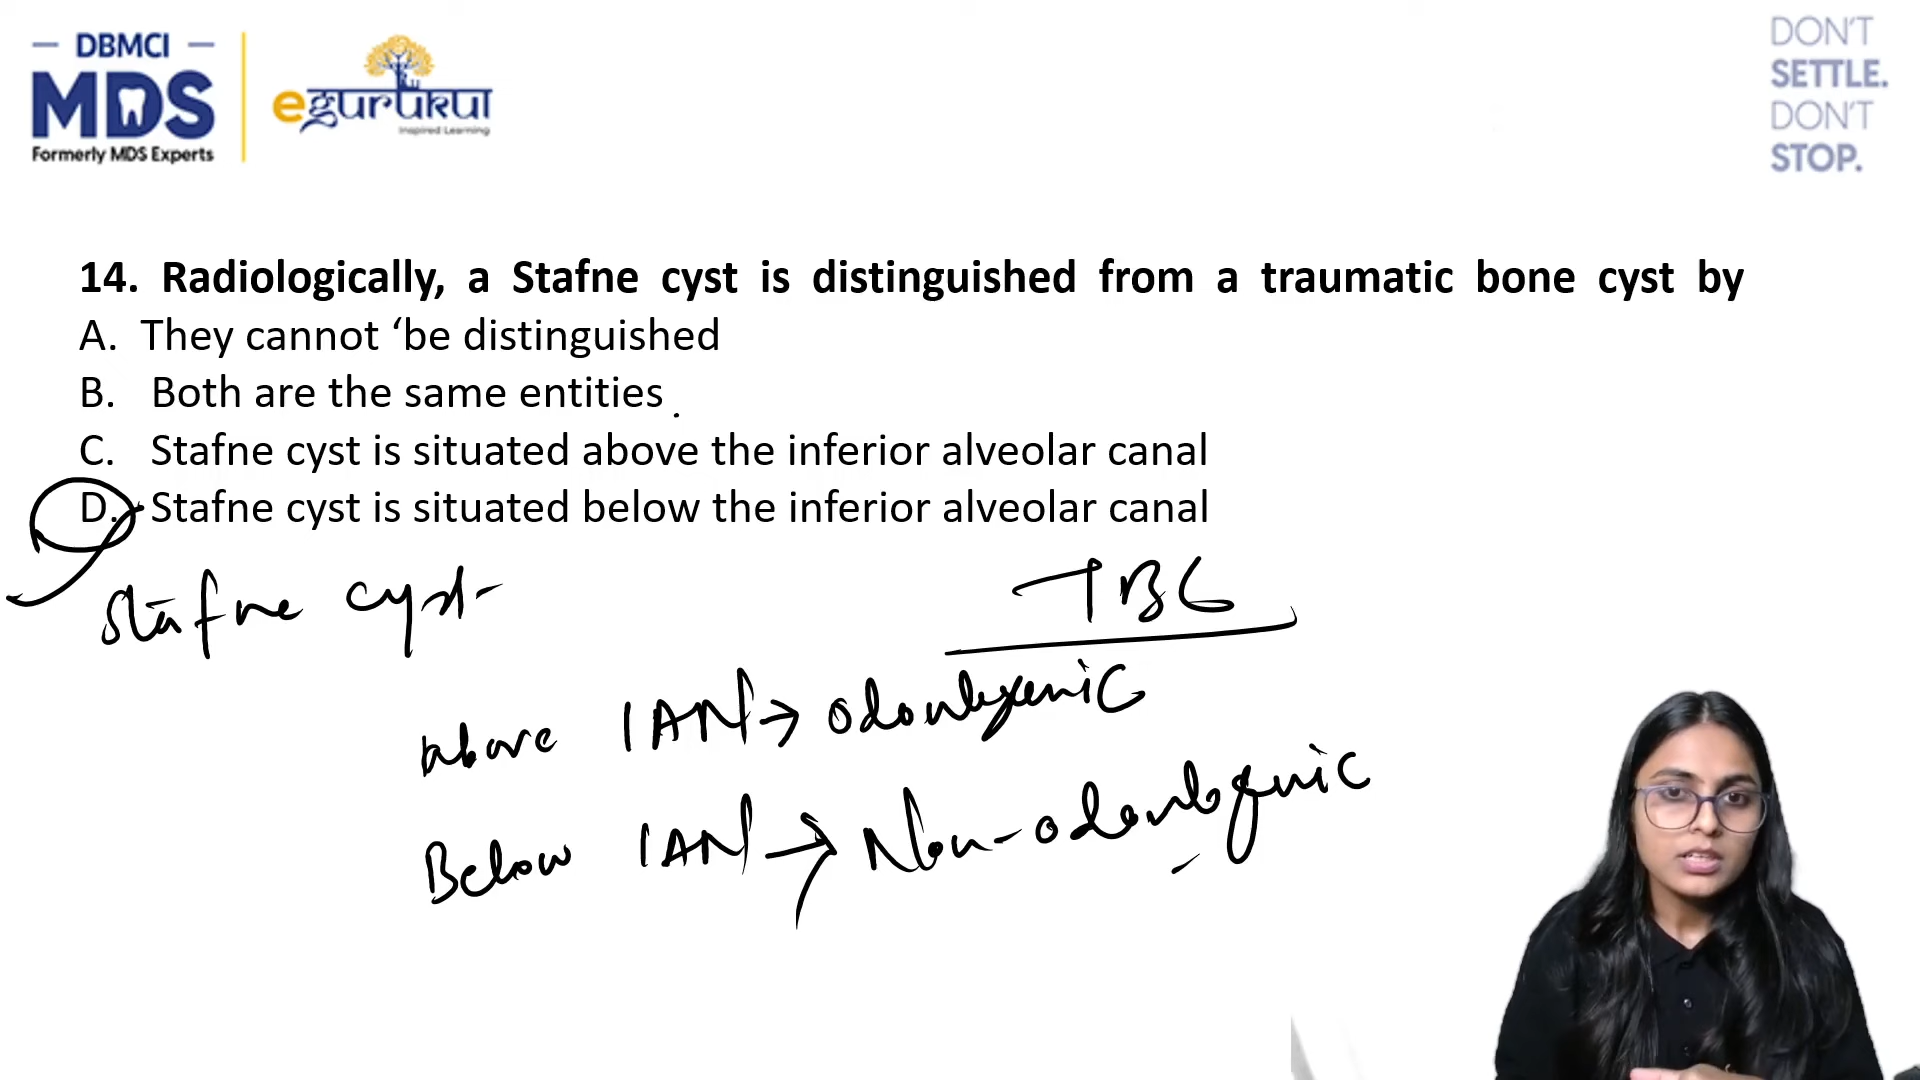 DBMCI
MDS
Formerly MDS Experts
egurukul
Inspired Learning
DON'T
SETTLE.
DON'T
STOP.
14. Radiologically, a Stafne cyst is distinguished from a traumatic bone cyst by
A. They cannot ‘be distinguished
B. Both are the same entities
C. Stafne cyst is situated above the inferior alveolar canal
D. Stafne cyst is situated below the inferior alveolar canal
Stafne cyst
TBC
above IAN → odontogenic
Below IAN → Non-odontogenic